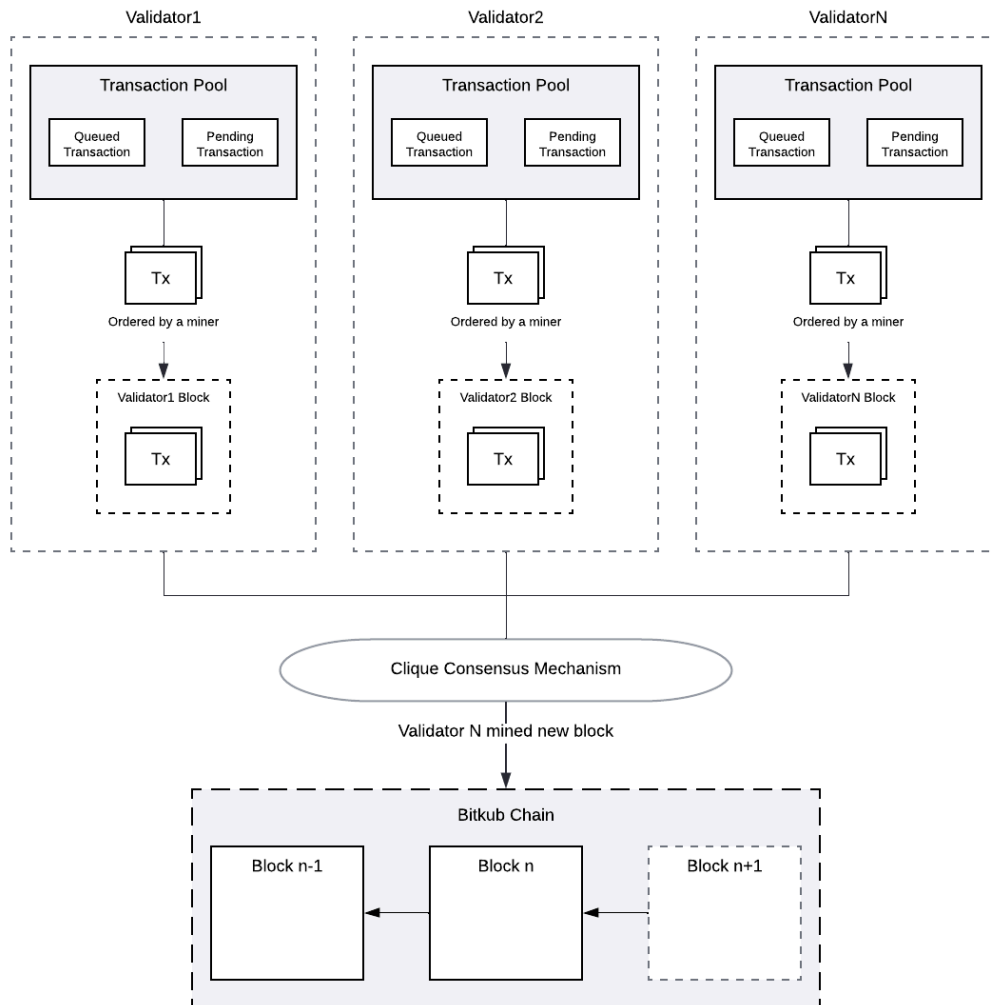 Validator1
Validator2
ValidatorN
Transaction Pool
Queued
Transaction
Pending
Transaction
Transaction Pool
Queued
Transaction
Pending
Transaction
Transaction Pool
Queued
Transaction
Pending
Transaction
Tx
Tx
Tx
Ordered by a miner
Ordered by a miner
Ordered by a miner
Validator1 Block
Validator2 Block
ValidatorN Block
Tx
Tx
Tx
Clique Consensus Mechanism
Validator N mined new block
Bitkub Chain
Block n-1
Block n
Block n+1